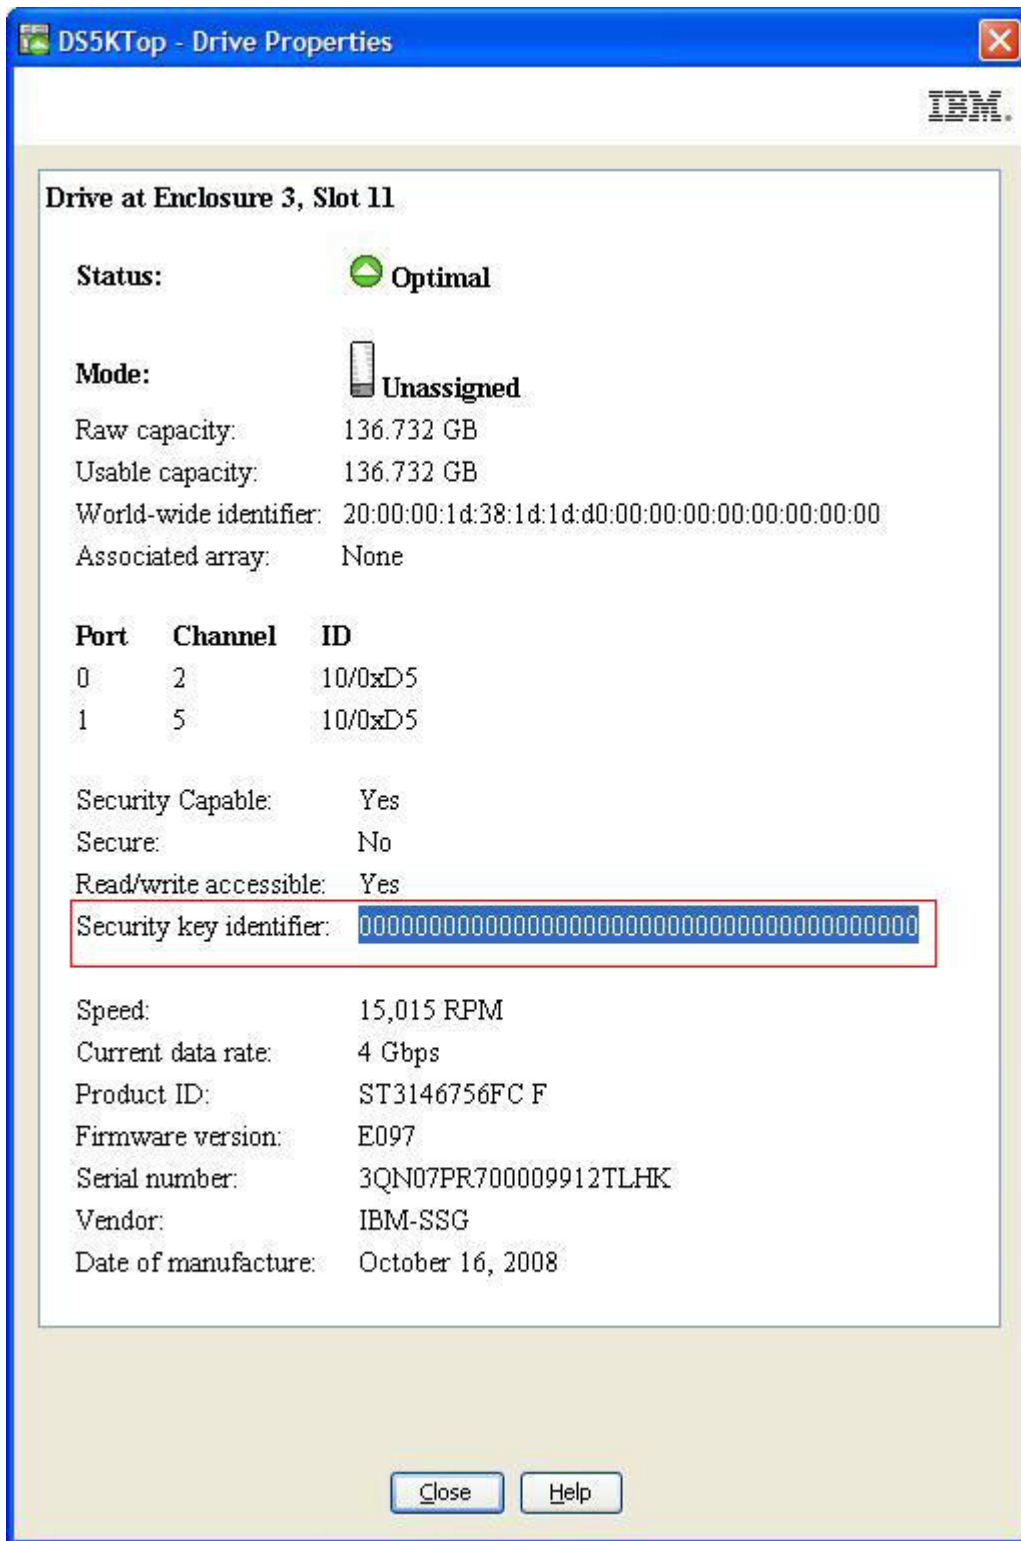 DS5KTop - Drive Properties
IBM.
Drive at Enclosure 3, Slot 11
Status: Optimal
Mode: Unassigned
Raw capacity: 136.732 GB
Usable capacity: 136.732 GB
World-wide identifier: 20:00:00:1d:38:1d:1d:d0:00:00:00:00:00:00:00:00
Associated array: None
Port Channel ID
0 2 10/0xD5
1 5 10/0xD5
Security Capable: Yes
Secure: No
Read/write accessible: Yes
Security key identifier: 0000000000000000000000000000000000000000
Speed: 15,015 RPM
Current data rate: 4 Gbps
Product ID: ST3146756FC F
Firmware version: E097
Serial number: 3QN07PR700009912TLHK
Vendor: IBM-SSG
Date of manufacture: October 16, 2008
Close Help